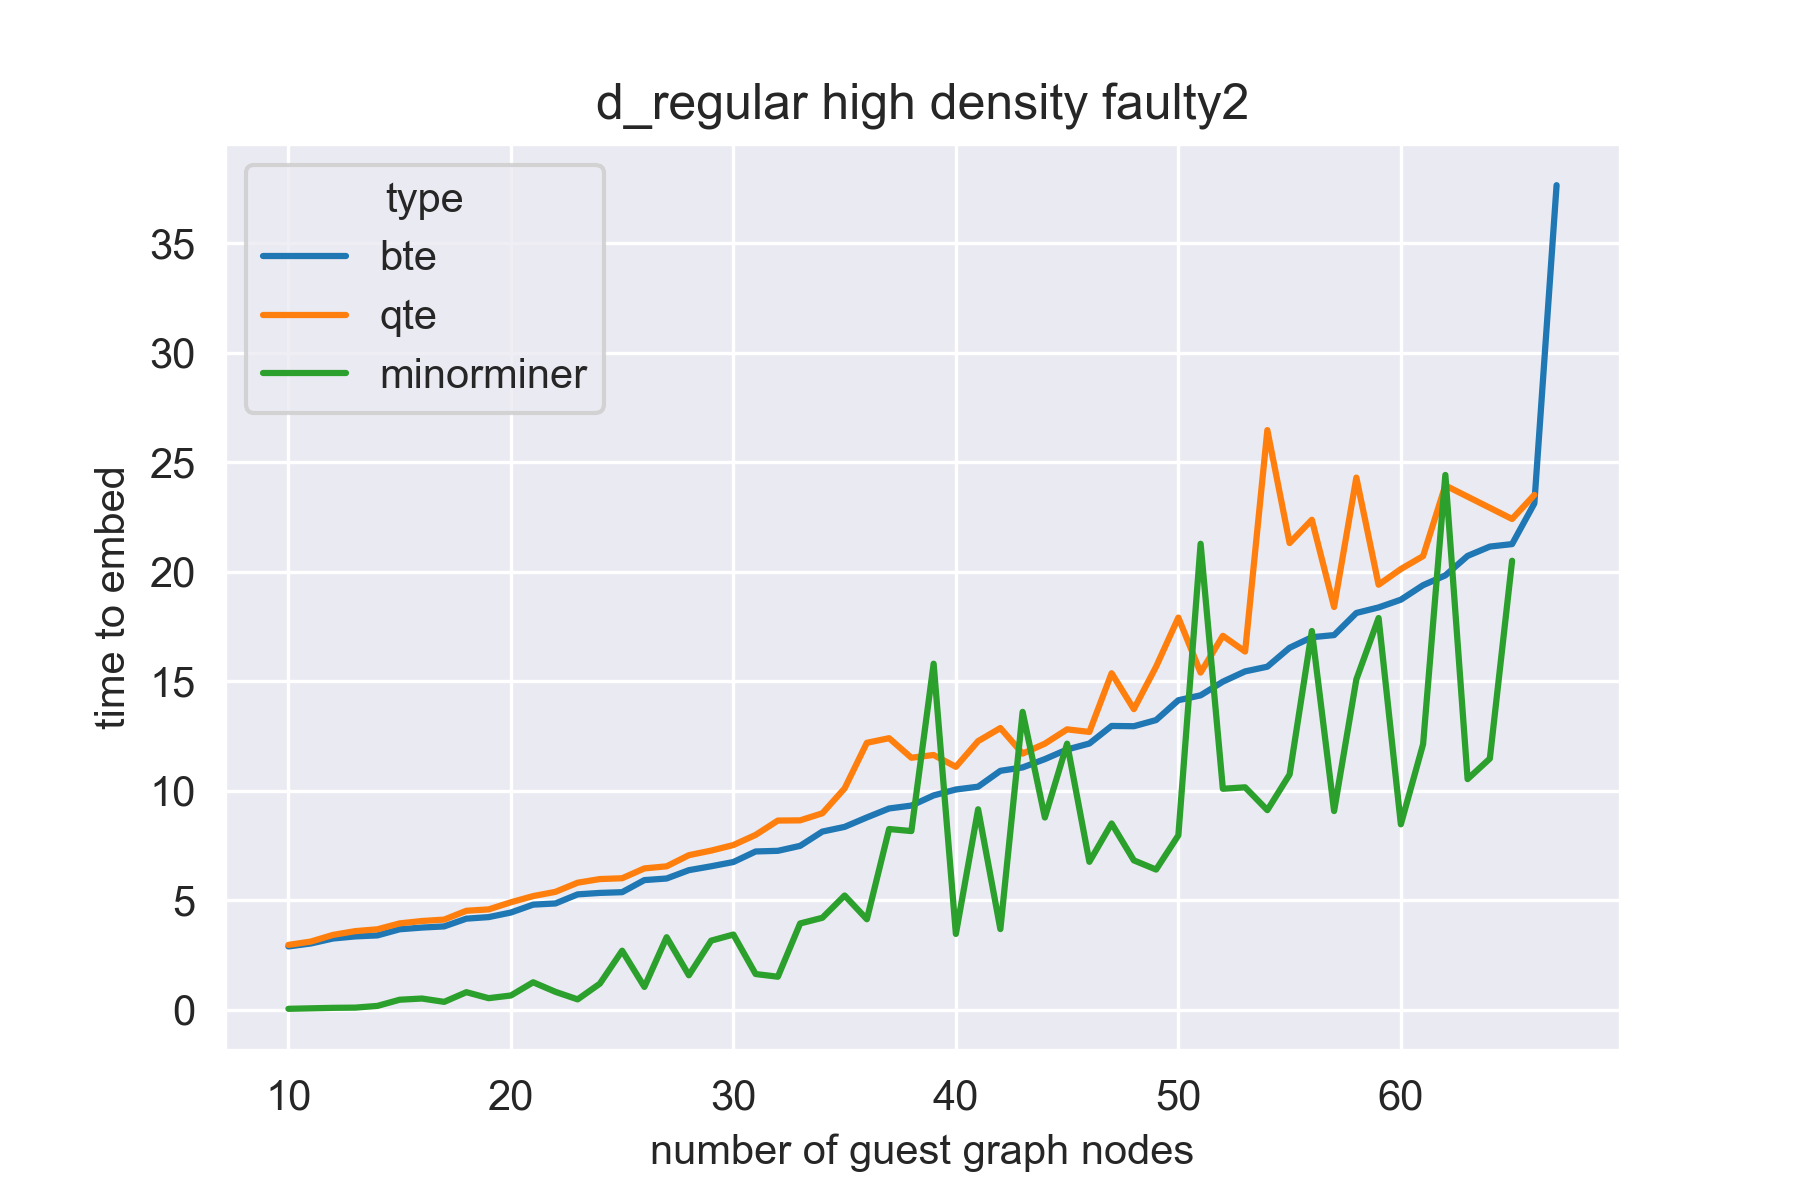 d_regular high density faulty2
type
bte
qte
minorminer
time to embed
35
30
25
20
15
10
5
0
10 20 30 40 50 60
number of guest graph nodes